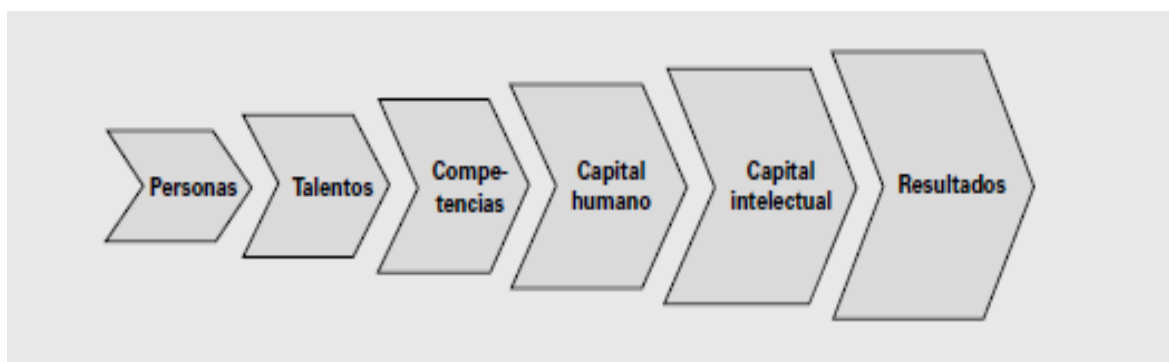 Personas
Talentos
Compe-
tencias
Capital
humano
Capital
intelectual
Resultados